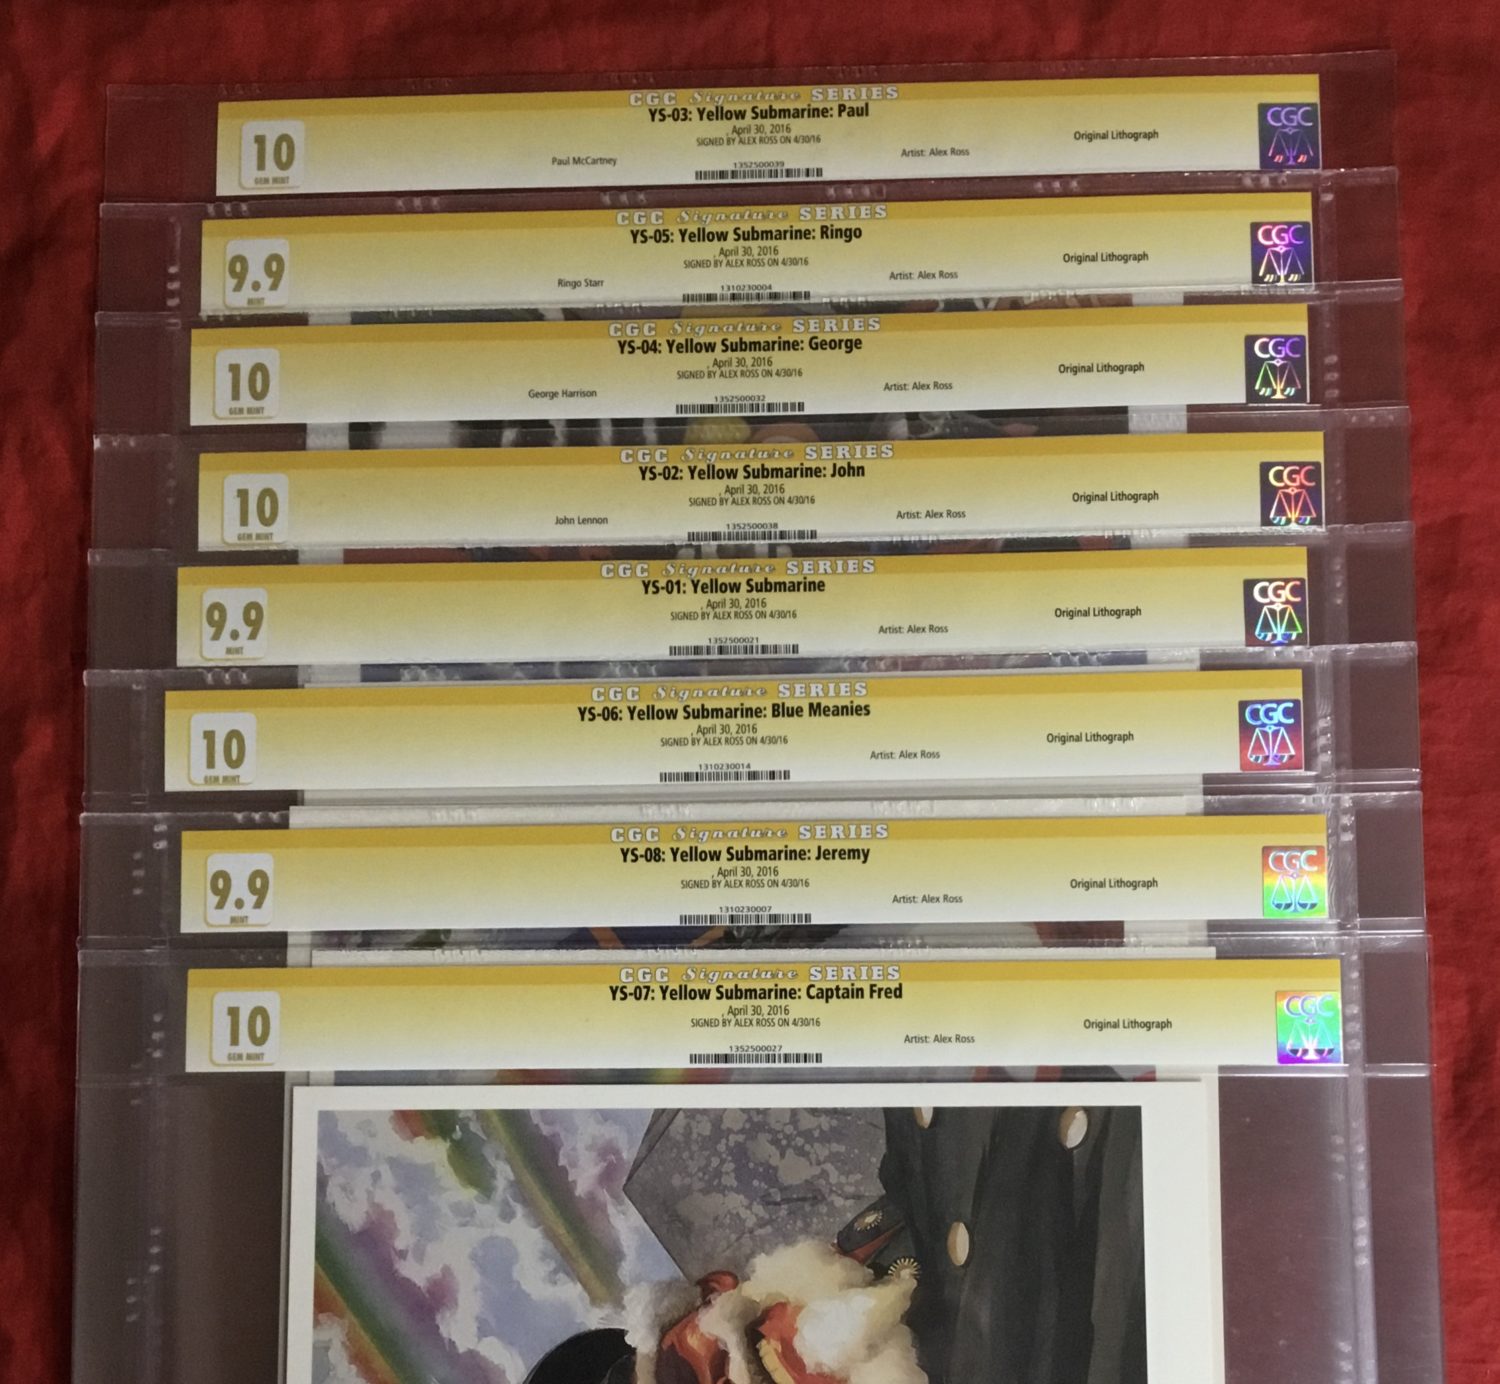 CGC Signature SERIES
YS-03: Yellow Submarine: Paul
, April 30, 2016
SIGNED BY ALEX ROSS ON 4/30/16
10
GEM MINT
Paul McCartney
1352500039
Artist: Alex Ross
Original Lithograph
CGC
CGC Signature SERIES
YS-05: Yellow Submarine: Ringo
, April 30, 2016
SIGNED BY ALEX ROSS ON 4/30/16
9.9
MINT
Ringo Starr
1310230004
Artist: Alex Ross
Original Lithograph
CGC
CGC Signature SERIES
YS-04: Yellow Submarine: George
, April 30, 2016
SIGNED BY ALEX ROSS ON 4/30/16
10
GEM MINT
George Harrison
1352500032
Artist: Alex Ross
Original Lithograph
CGC
CGC Signature SERIES
YS-02: Yellow Submarine: John
, April 30, 2016
SIGNED BY ALEX ROSS ON 4/30/16
10
GEM MINT
John Lennon
1352500038
Artist: Alex Ross
Original Lithograph
CGC
CGC Signature SERIES
YS-01: Yellow Submarine
, April 30, 2016
SIGNED BY ALEX ROSS ON 4/30/16
9.9
MINT
1352500021
Artist: Alex Ross
Original Lithograph
CGC
CGC Signature SERIES
YS-06: Yellow Submarine: Blue Meanies
, April 30, 2016
SIGNED BY ALEX ROSS ON 4/30/16
10
GEM MINT
1310230014
Artist: Alex Ross
Original Lithograph
CGC
CGC Signature SERIES
YS-08: Yellow Submarine: Jeremy
, April 30, 2016
SIGNED BY ALEX ROSS ON 4/30/16
9.9
MINT
1310230007
Artist: Alex Ross
Original Lithograph
CGC
CGC Signature SERIES
YS-07: Yellow Submarine: Captain Fred
, April 30, 2016
SIGNED BY ALEX ROSS ON 4/30/16
10
GEM MINT
1352500027
Artist: Alex Ross
Original Lithograph
CGC